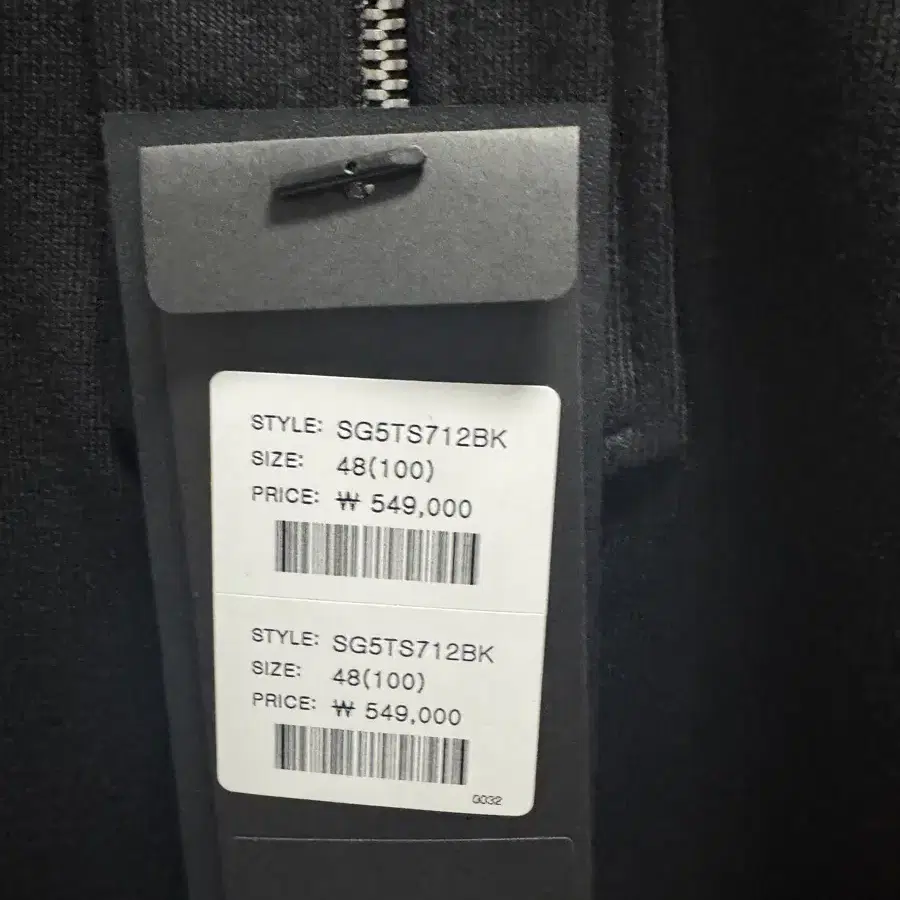 STYLE: SG5TS712BK
SIZE: 48(100)
PRICE: ₩ 549,000
STYLE: SG5TS712BK
SIZE: 48(100)
PRICE: ₩ 549,000
0032